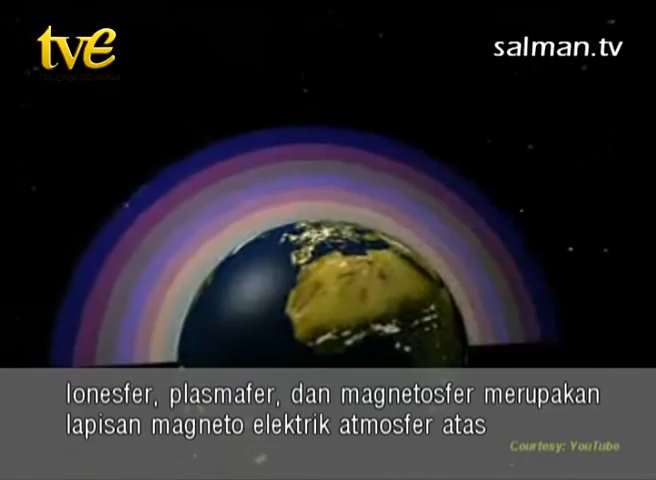 tve
salman.tv
Ionesfer, plasmafer, dan magnetosfer merupakan
lapisan magneto elektrik atmosfer atas
Courtesy: YouTube